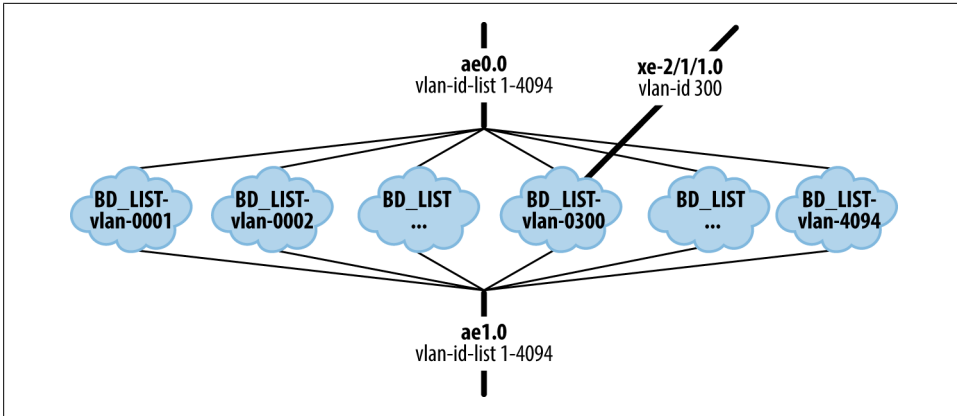 ae0.0
vlan-id-list 1-4094
xe-2/1/1.0
vlan-id 300
BD_LIST-
vlan-0001
BD_LIST-
vlan-0002
BD_LIST
...
BD_LIST-
vlan-0300
BD_LIST
...
BD_LIST-
vlan-4094
ae1.0
vlan-id-list 1-4094